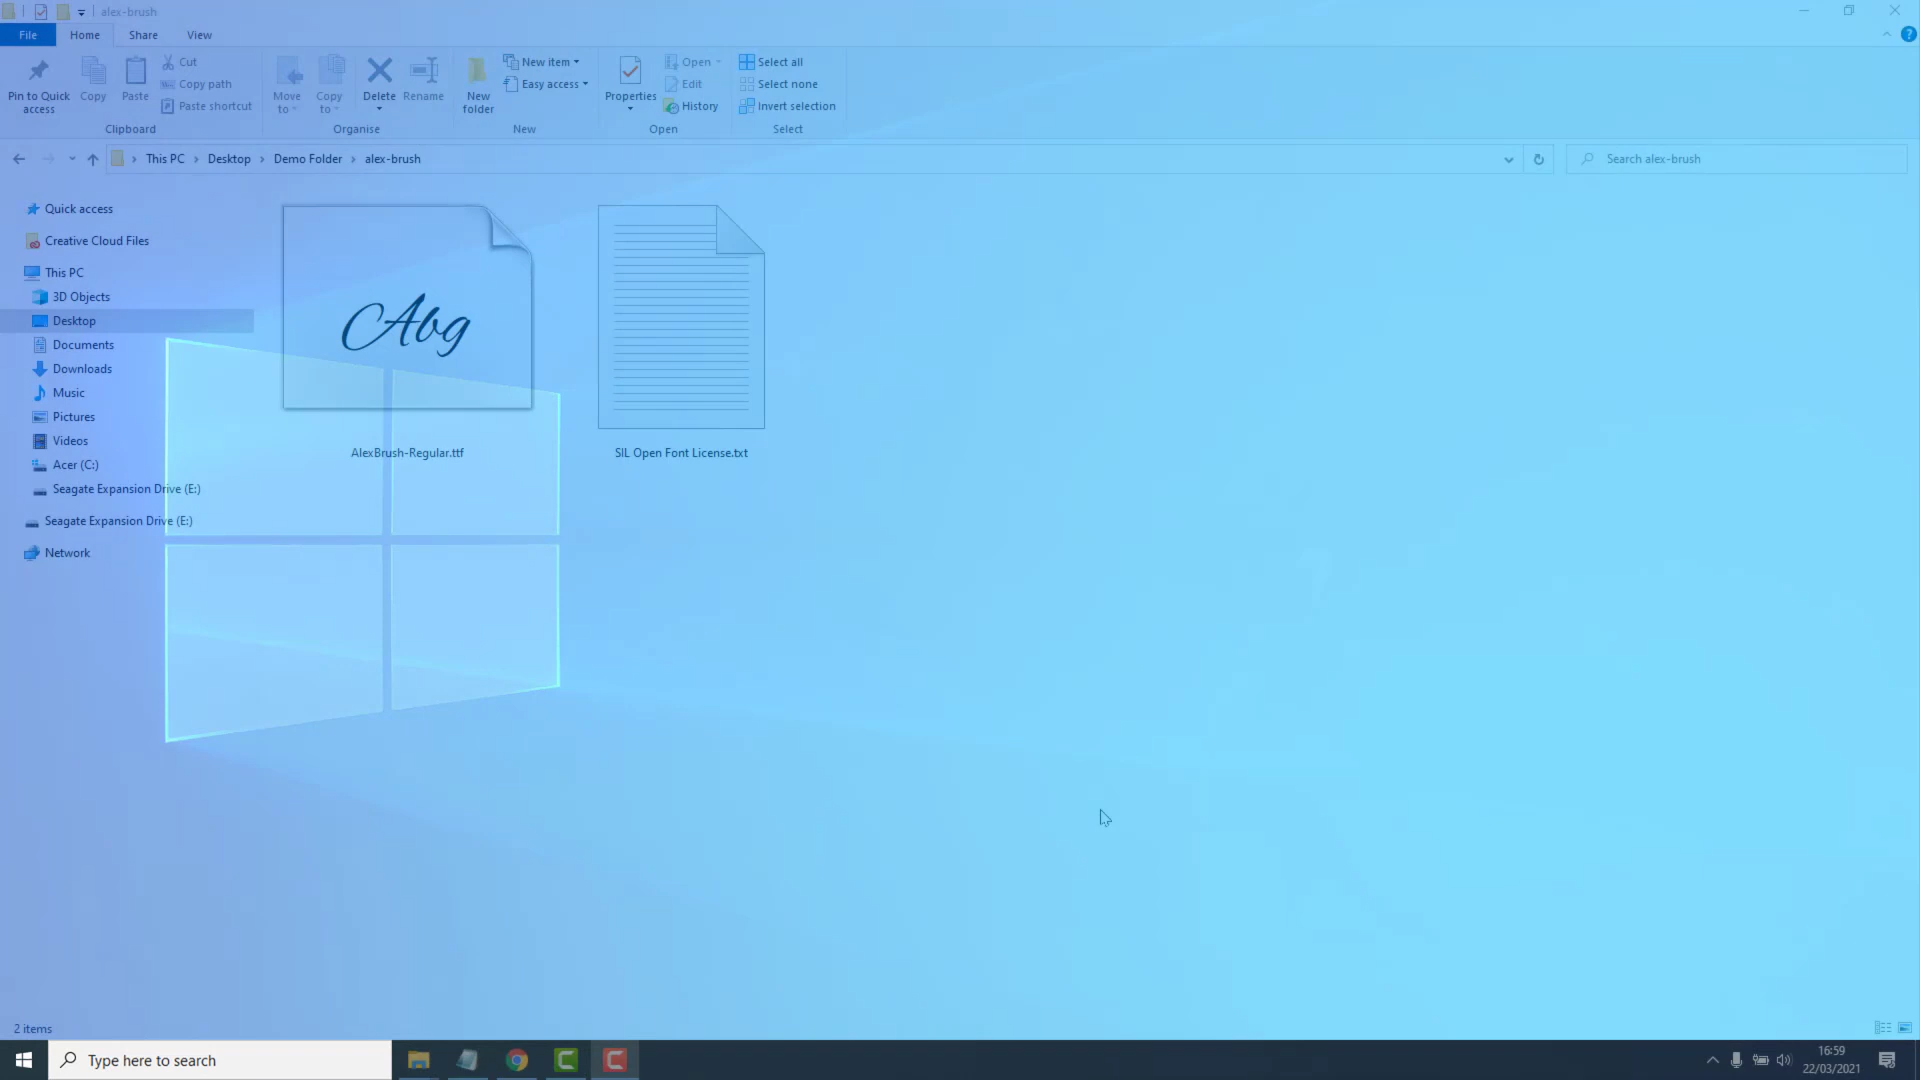 alex-brush
File Home Share View
Pin to Quick access
Copy
Paste
Cut
Copy path
Paste shortcut
Clipboard
Move to
Copy to
Delete
Rename
Organise
New folder
New item
Easy access
New
Properties
Open
Edit
History
Open
Select all
Select none
Invert selection
Select
This PC Desktop Demo Folder alex-brush
Search alex-brush
Quick access
Creative Cloud Files
This PC
3D Objects
Desktop
Documents
Downloads
Music
Pictures
Videos
Acer (C:)
Seagate Expansion Drive (E:)
Seagate Expansion Drive (E:)
Network
Abg
AlexBrush-Regular.ttf
SIL Open Font License.txt
2 items
Type here to search
16:59
22/03/2021